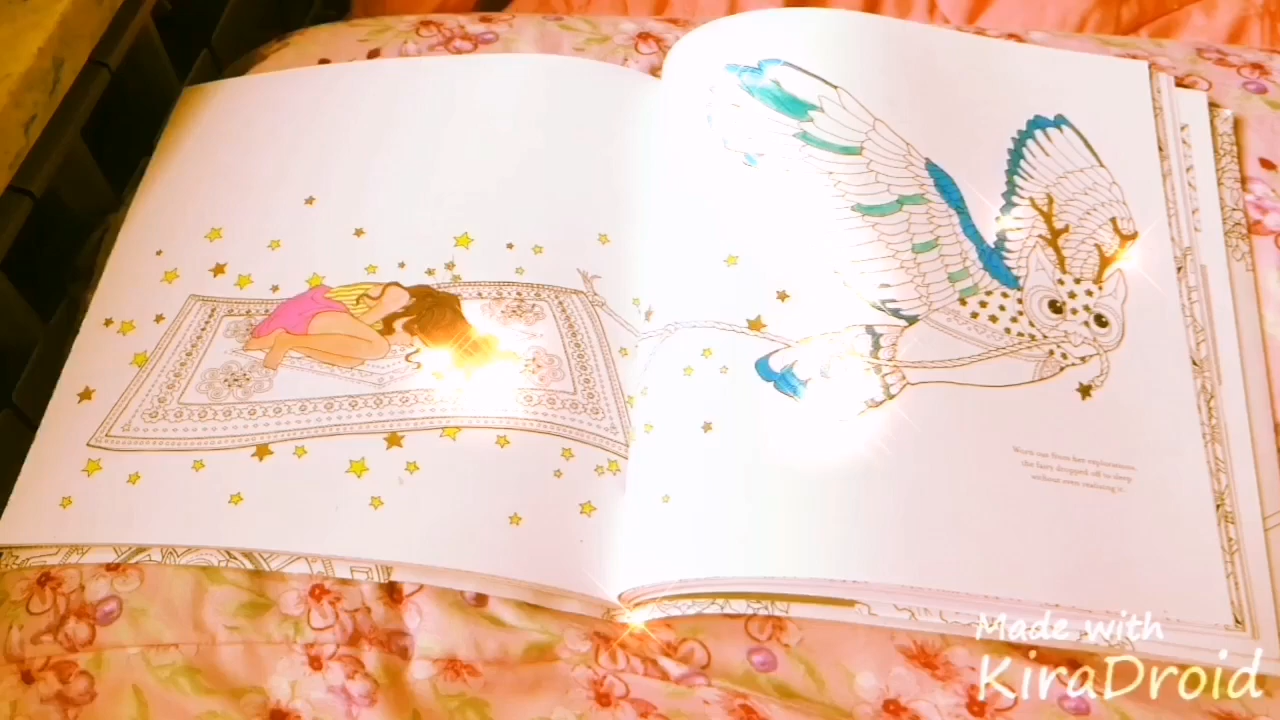 Worn out from her explorations,
the fairy dropped off to sleep
without even realising it.
Made with
KiraDroid